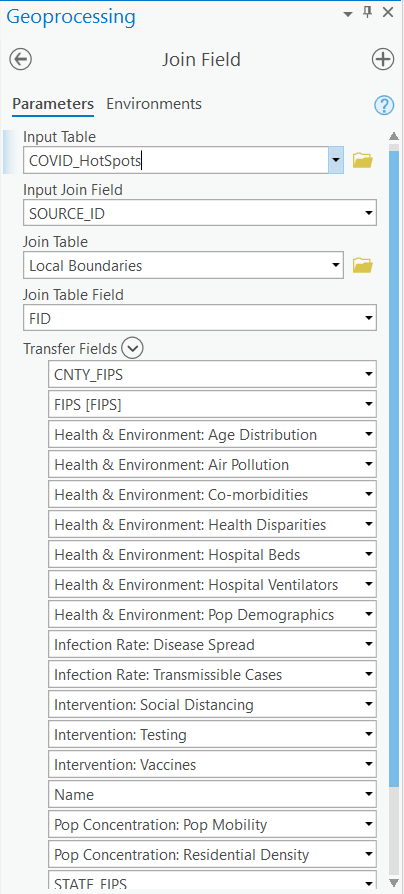 Geoprocessing
Join Field
Parameters Environments
Input Table
COVID_HotSpots
Input Join Field
SOURCE_ID
Join Table
Local Boundaries
Join Table Field
FID
Transfer Fields
CNTY_FIPS
FIPS [FIPS]
Health & Environment: Age Distribution
Health & Environment: Air Pollution
Health & Environment: Co-morbidities
Health & Environment: Health Disparities
Health & Environment: Hospital Beds
Health & Environment: Hospital Ventilators
Health & Environment: Pop Demographics
Infection Rate: Disease Spread
Infection Rate: Transmissible Cases
Intervention: Social Distancing
Intervention: Testing
Intervention: Vaccines
Name
Pop Concentration: Pop Mobility
Pop Concentration: Residential Density
STATE_FIPS